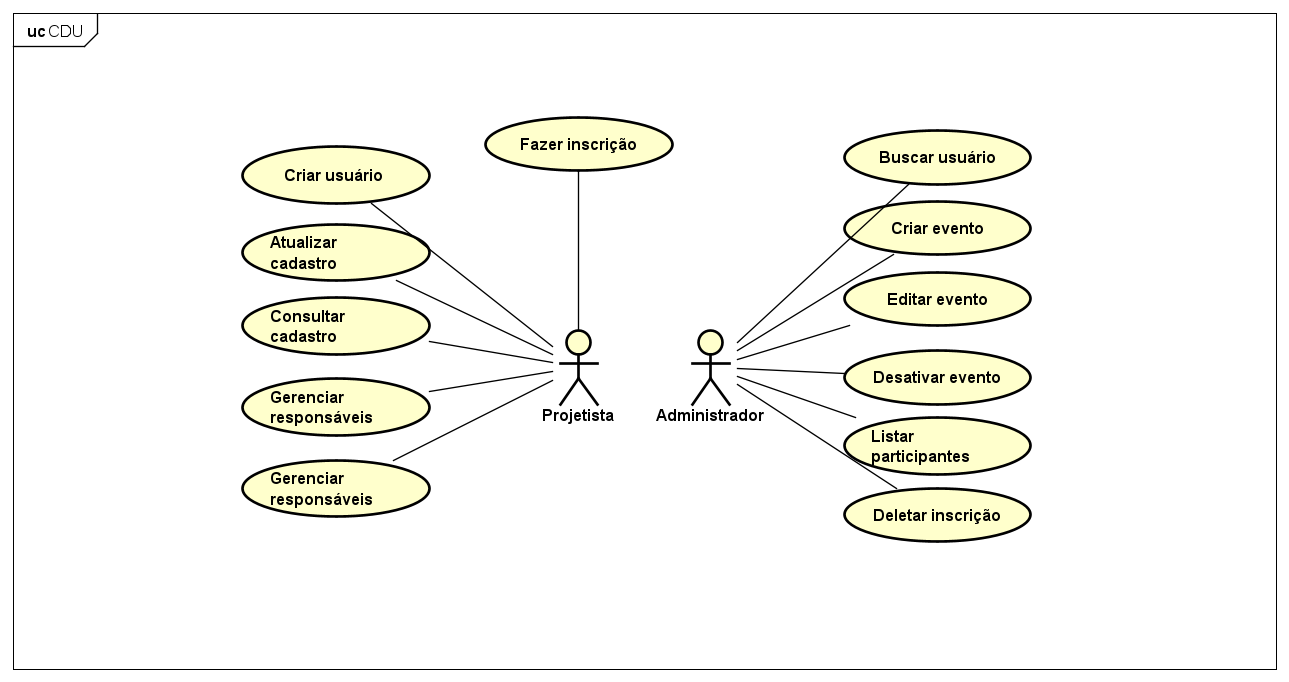 uc CDU
Fazer inscrição
Criar usuário
Atualizar
cadastro
Consultar
cadastro
Gerenciar
responsáveis
Gerenciar
responsáveis
Projetista
Administrador
Buscar usuário
Criar evento
Editar evento
Desativar evento
Listar
participantes
Deletar inscrição